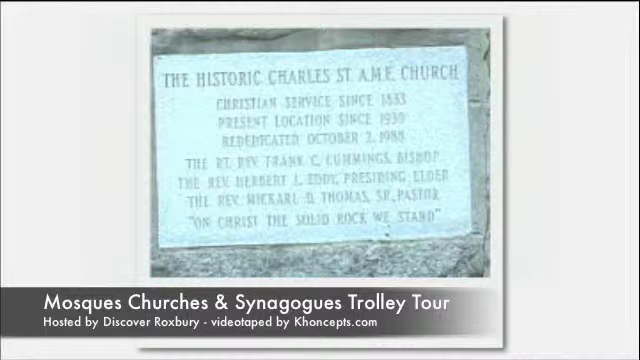 THE HISTORIC CHARLES ST. A.M.E. CHURCH
CHRISTIAN SERVICE SINCE 1833
PRESENT LOCATION SINCE 1939
REDEDICATED OCTOBER 2, 1988
THE RT. REV. FRANK C. CUMMINGS, BISHOP
THE REV. HERBERT L. EDDY, PRESIDING ELDER
THE REV. MICKARL D. THOMAS, SR., PASTOR
"ON CHRIST THE SOLID ROCK WE STAND"
Mosques Churches & Synagogues Trolley Tour
Hosted by Discover Roxbury - videotaped by Khoncepts.com